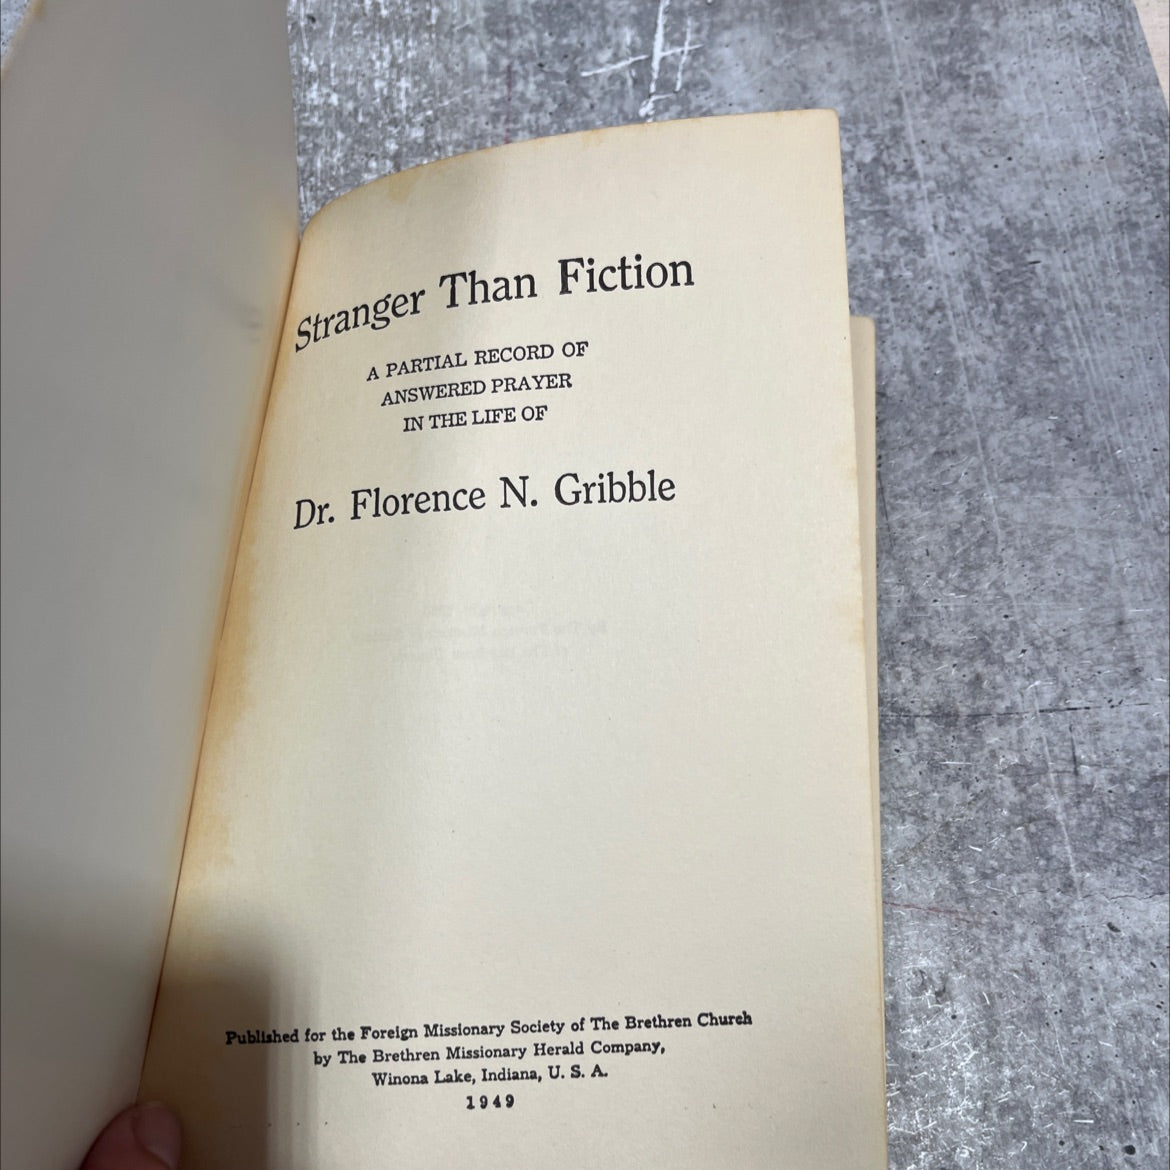 Stranger Than Fiction
A PARTIAL RECORD OF
ANSWERED PRAYER
IN THE LIFE OF
Dr. Florence N. Gribble
Published for the Foreign Missionary Society of The Brethren Church
by The Brethren Missionary Herald Company,
Winona Lake, Indiana, U. S. A.
1949